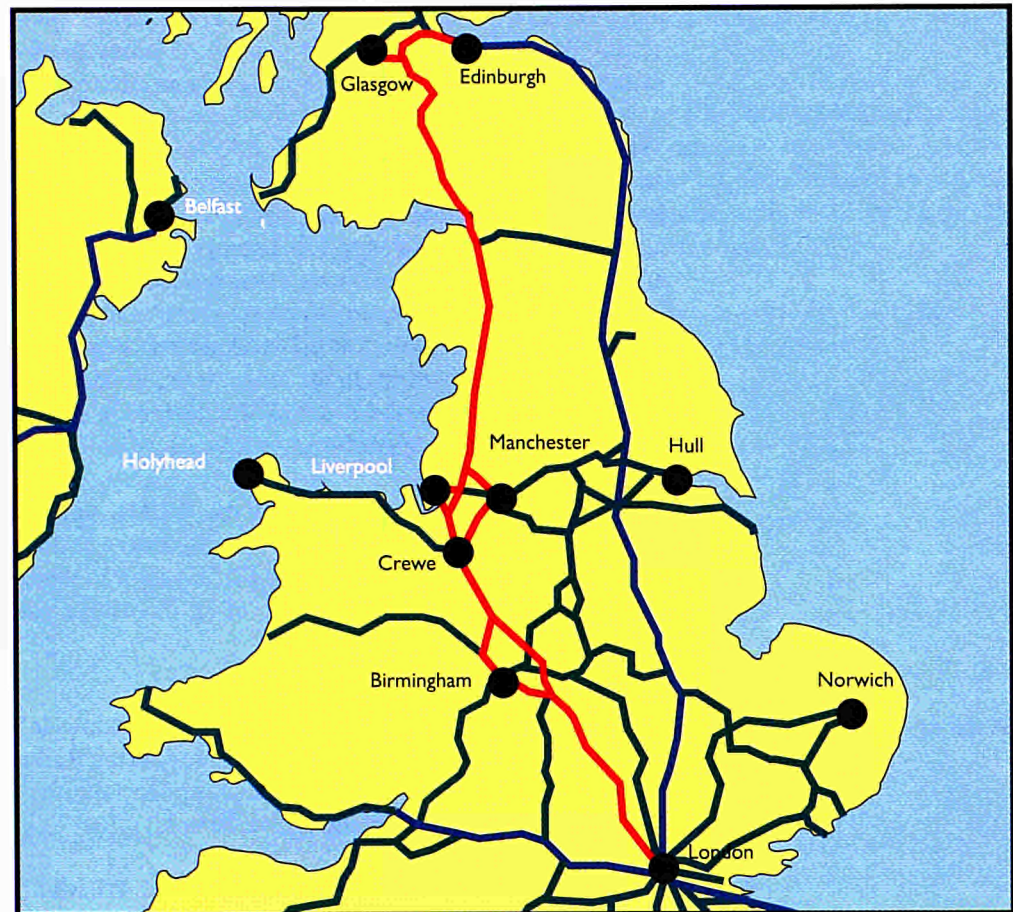 Glasgow
Edinburgh
Belfast
Manchester
Hull
Holyhead
Liverpool
Crewe
Birmingham
Norwich
London